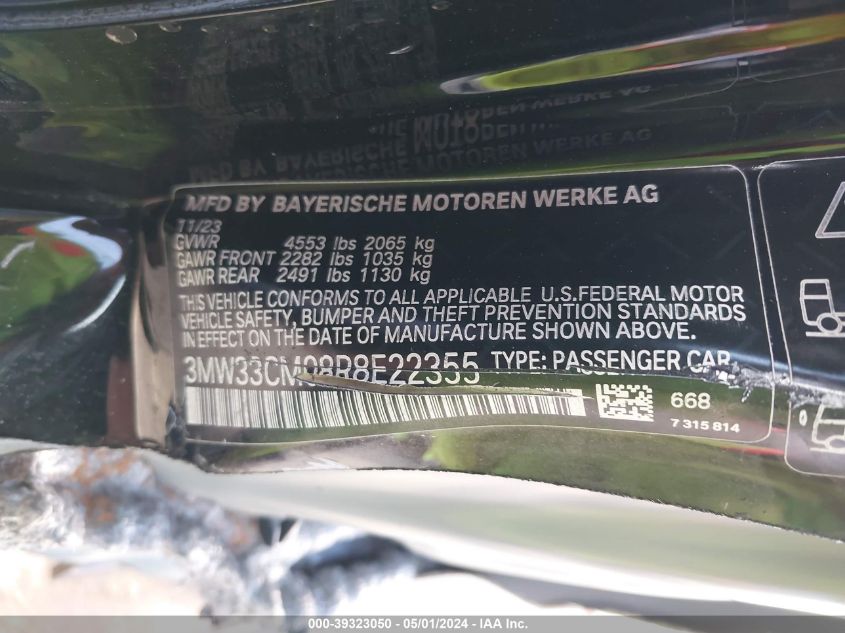 MFD BY BAYERISCHE MOTOREN WERKE AG
11/23
GVWR 4553 lbs 2065 kg
GAWR FRONT 2282 lbs 1035 kg
GAWR REAR 2491 lbs 1130 kg
THIS VEHICLE CONFORMS TO ALL APPLICABLE U.S.FEDERAL MOTOR
VEHICLE SAFETY, BUMPER AND THEFT PREVENTION STANDARDS
IN EFFECT ON THE DATE OF MANUFACTURE SHOWN ABOVE.
3MW33CM08R8E22355 TYPE: PASSENGER CAR
668
7 315 814
000-39323050 - 05/01/2024 - IAA Inc.